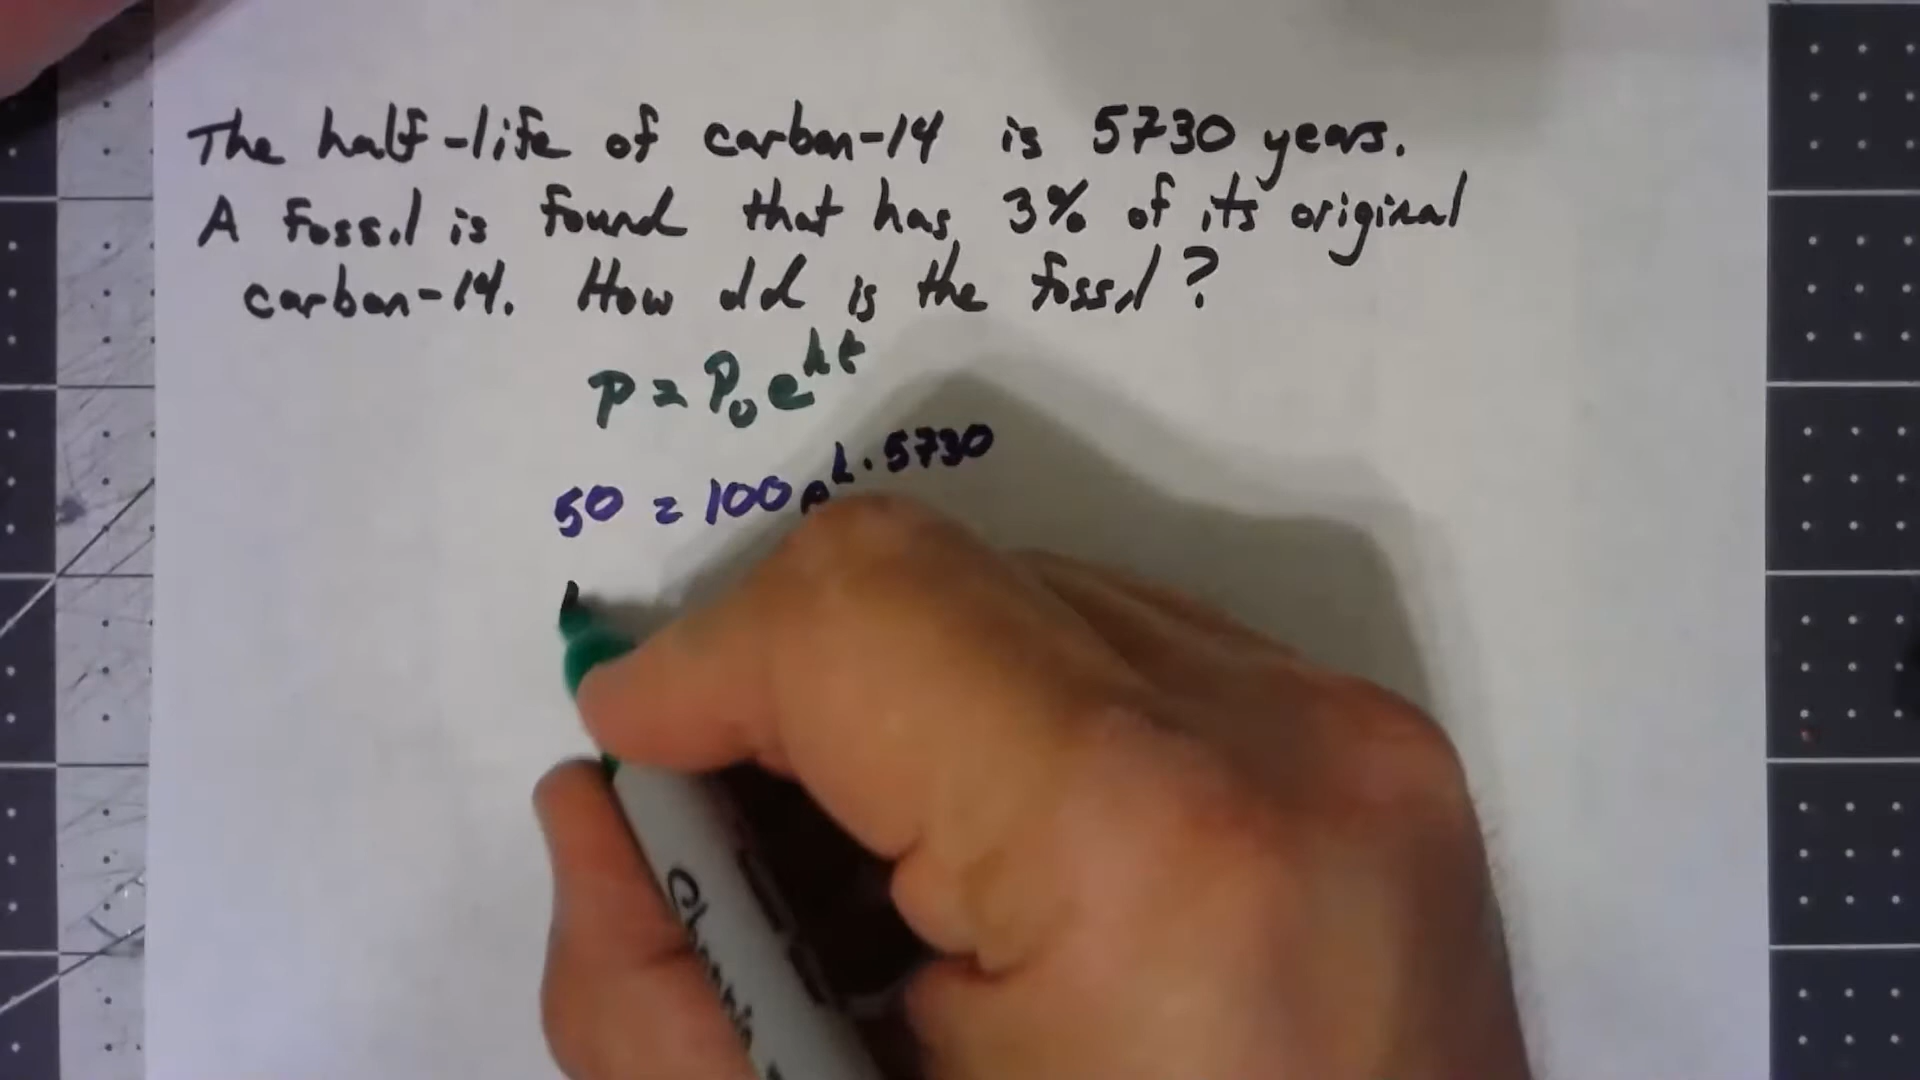 The half-life of carbon-14 is 5730 years.
A fossil is found that has 3% of its original
carbon-14. How old is the fossil?
P = P₀e^kt
50 = 100e^k·5730
Sharpie